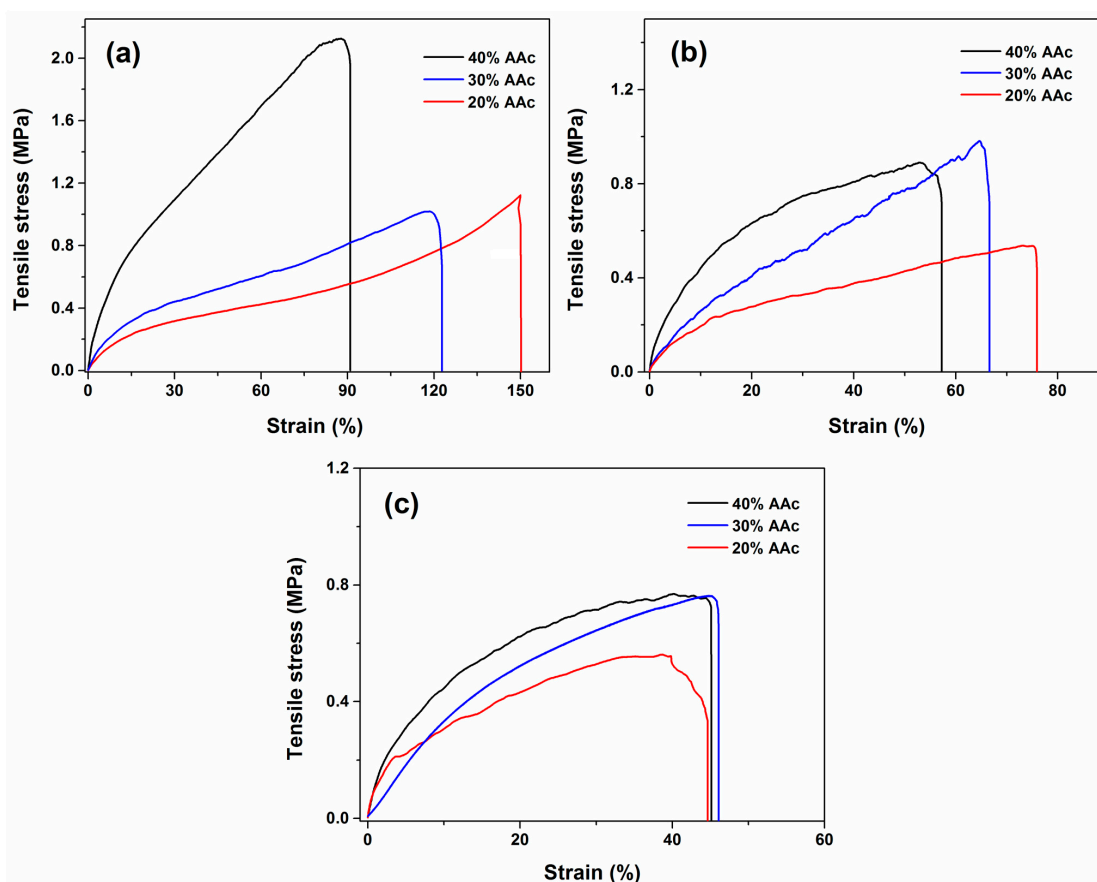 (a)
40% AAc
30% AAc
20% AAc
Tensile stress (MPa)
2.0
1.6
1.2
0.8
0.4
0.0
0 30 60 90 120 150
Strain (%)
(b)
40% AAc
30% AAc
20% AAc
Tensile stress (MPa)
1.2
0.8
0.4
0.0
0 20 40 60 80
Strain (%)
(c)
40% AAc
30% AAc
20% AAc
Tensile stress (MPa)
1.2
0.8
0.4
0.0
0 20 40 60
Strain (%)